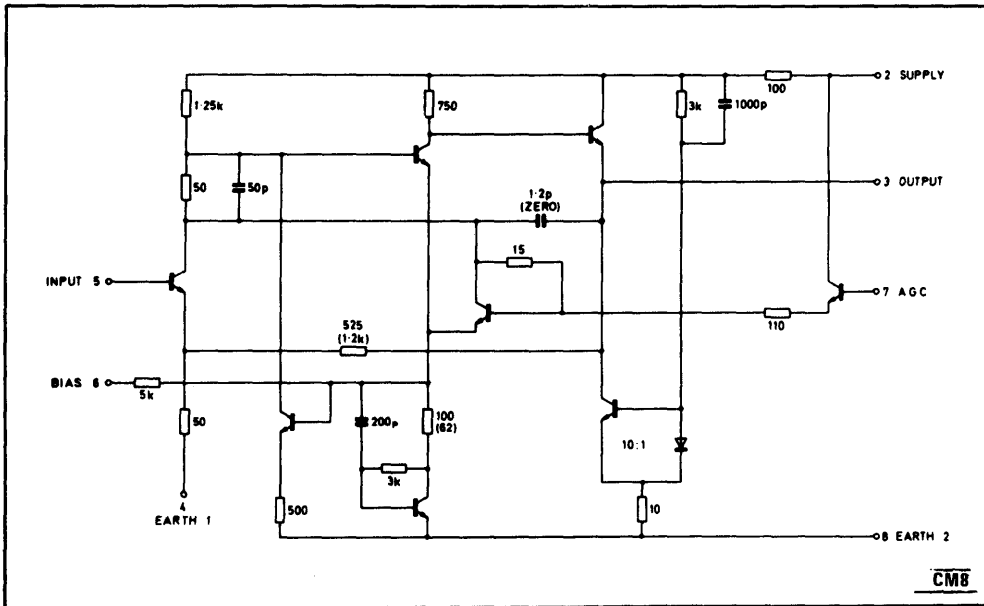 2 SUPPLY
100
1·25k
750
3k
1000p
50
50p
3 OUTPUT
1·2p
(ZERO)
15
INPUT 5
7 AGC
110
525
(1·2k)
BIAS 6
5k
50
200p
100
(62)
10:1
3k
4
EARTH 1
500
10
8 EARTH 2
CM8